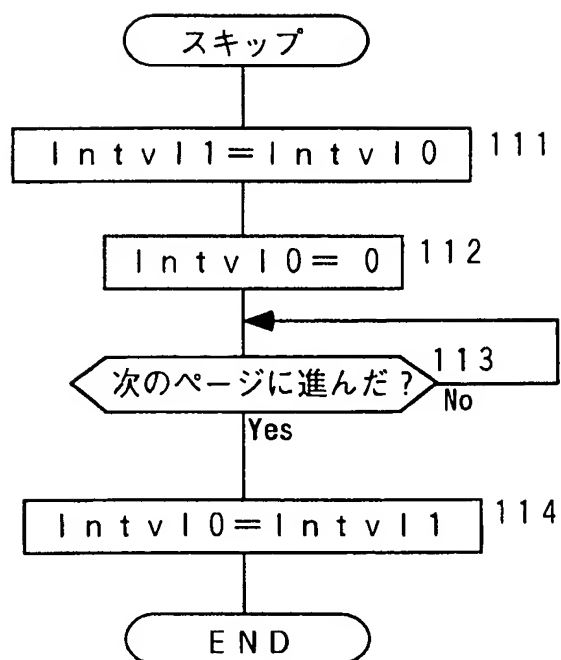 スキップ
Intvl1=Intvl0 111
Intvl0=0 112
次のページに進んだ? 113
No
Yes
Intvl0=Intvl1 114
END